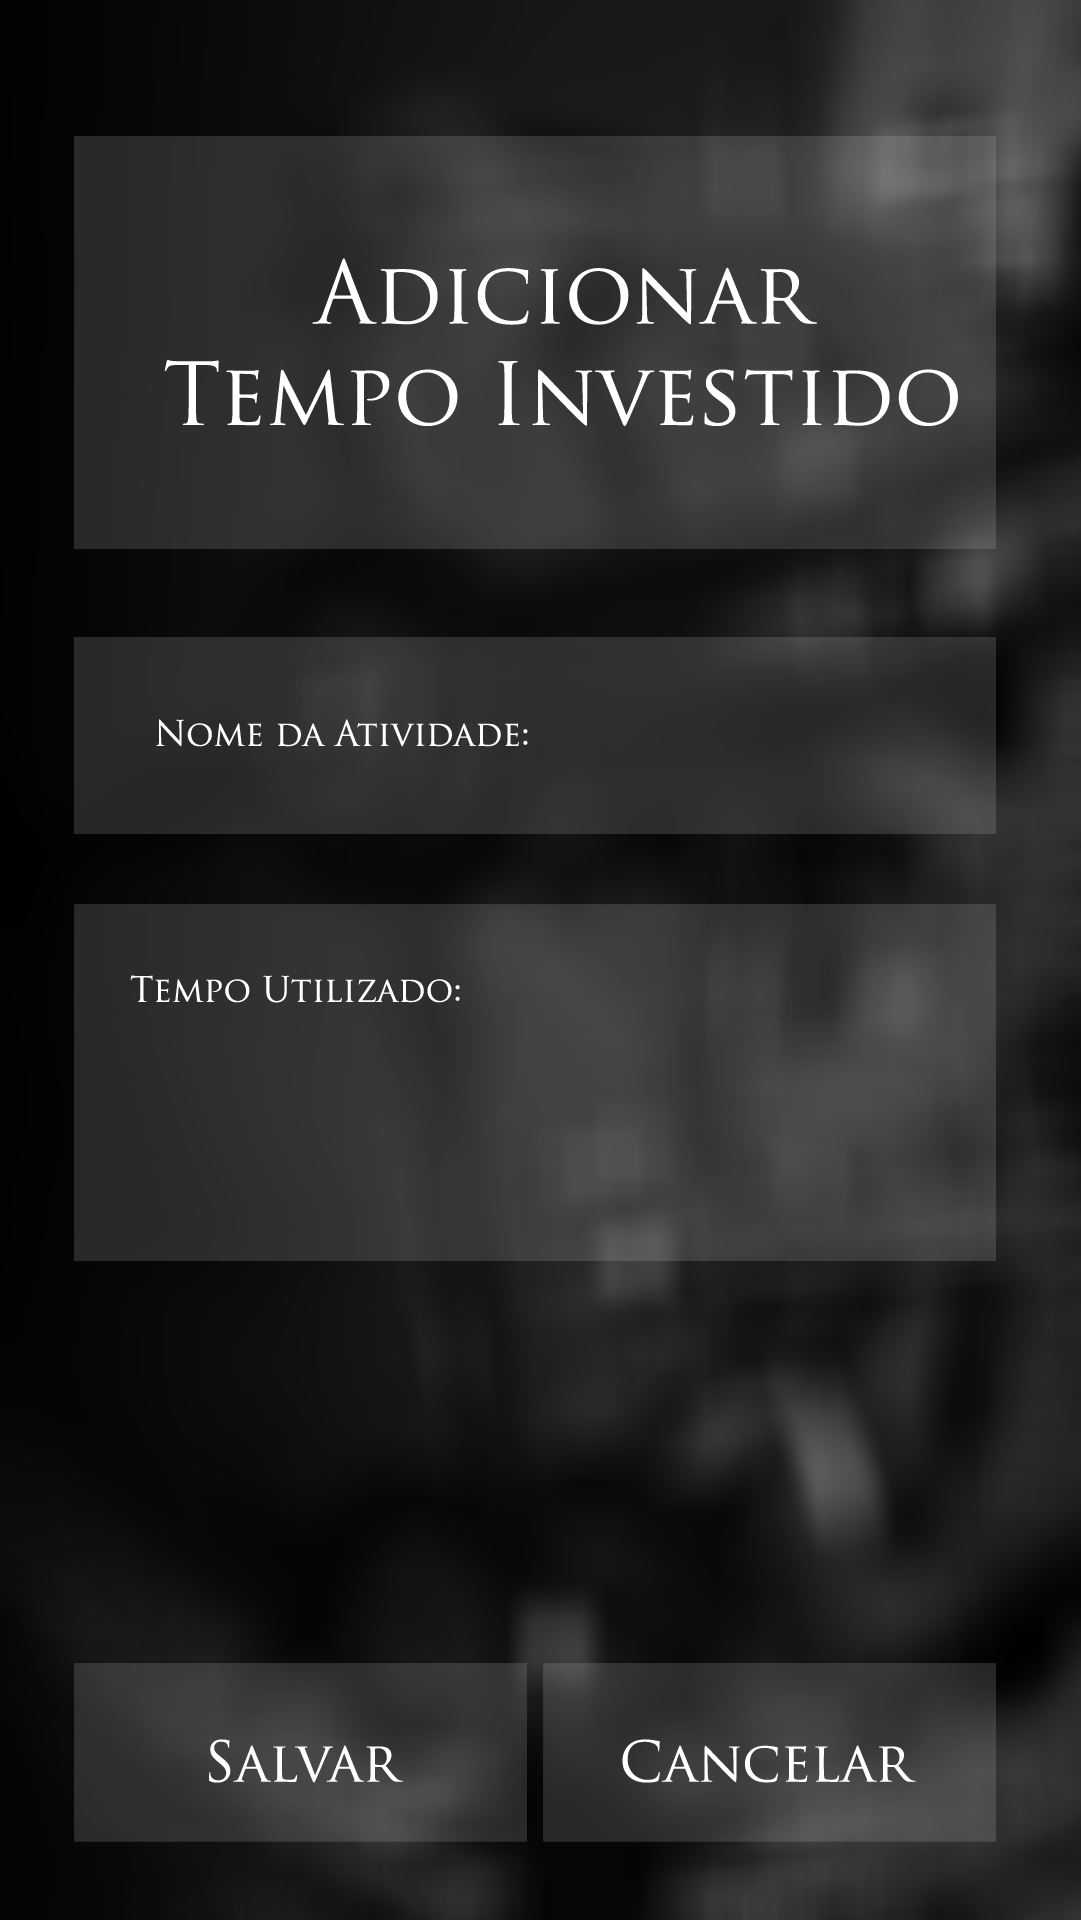 Adicionar
Tempo Investido
Nome da Atividade:
Tempo Utilizado:
Salvar
Cancelar